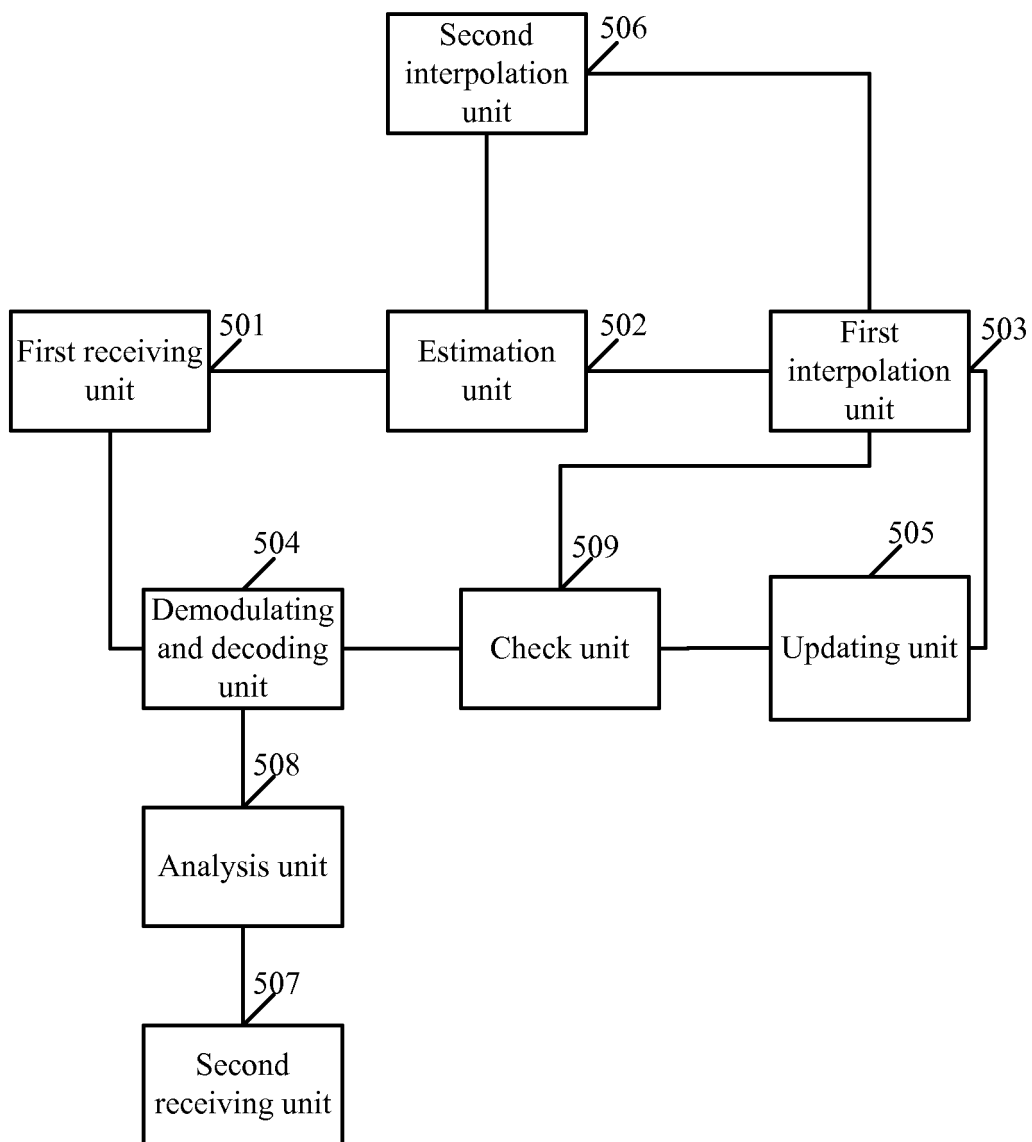 Second
interpolation
unit
506
First receiving
unit
501
Estimation
unit
502
First
interpolation
unit
503
Demodulating
and decoding
unit
504
Check unit
509
Updating unit
505
508
Analysis unit
507
Second
receiving unit